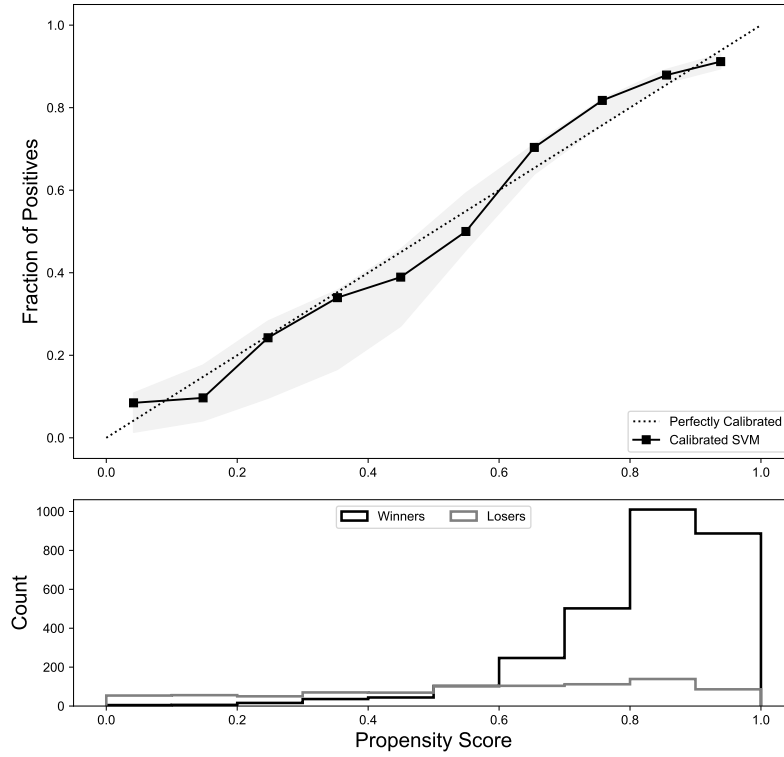 1.0
0.8
0.6
0.4
0.2
0.0
Fraction of Positives
Perfectly Calibrated
Calibrated SVM
0.0 0.2 0.4 0.6 0.8 1.0
1000
800
600
400
200
0
Count
Winners Losers
0.0 0.2 0.4 0.6 0.8 1.0
Propensity Score